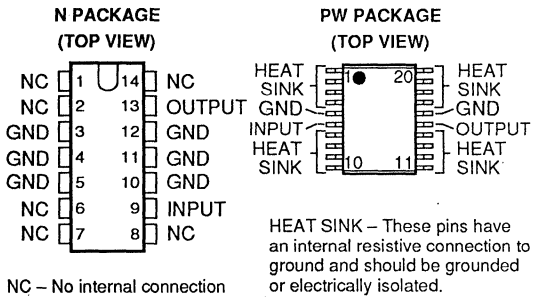 N PACKAGE
(TOP VIEW)
NC 1 14 NC
NC 2 13 OUTPUT
GND 3 12 GND
GND 4 11 GND
GND 5 10 GND
NC 6 9 INPUT
NC 7 8 NC
NC – No internal connection
PW PACKAGE
(TOP VIEW)
HEAT SINK 1 20 HEAT SINK
GND GND
INPUT OUTPUT
HEAT SINK 10 11 HEAT SINK
HEAT SINK – These pins have
an internal resistive connection to
ground and should be grounded
or electrically isolated.